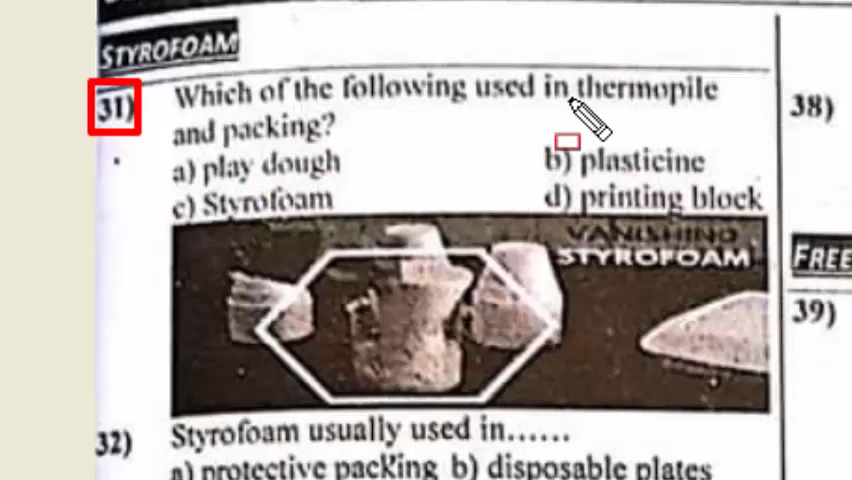 STYROFOAM
31) Which of the following used in thermopile
and packing?
a) play dough b) plasticine
c) Styrofoam d) printing block
VANISHING
STYROFOAM
32) Styrofoam usually used in......
a) protective packing b) disposable plates
38)
FREE
39)